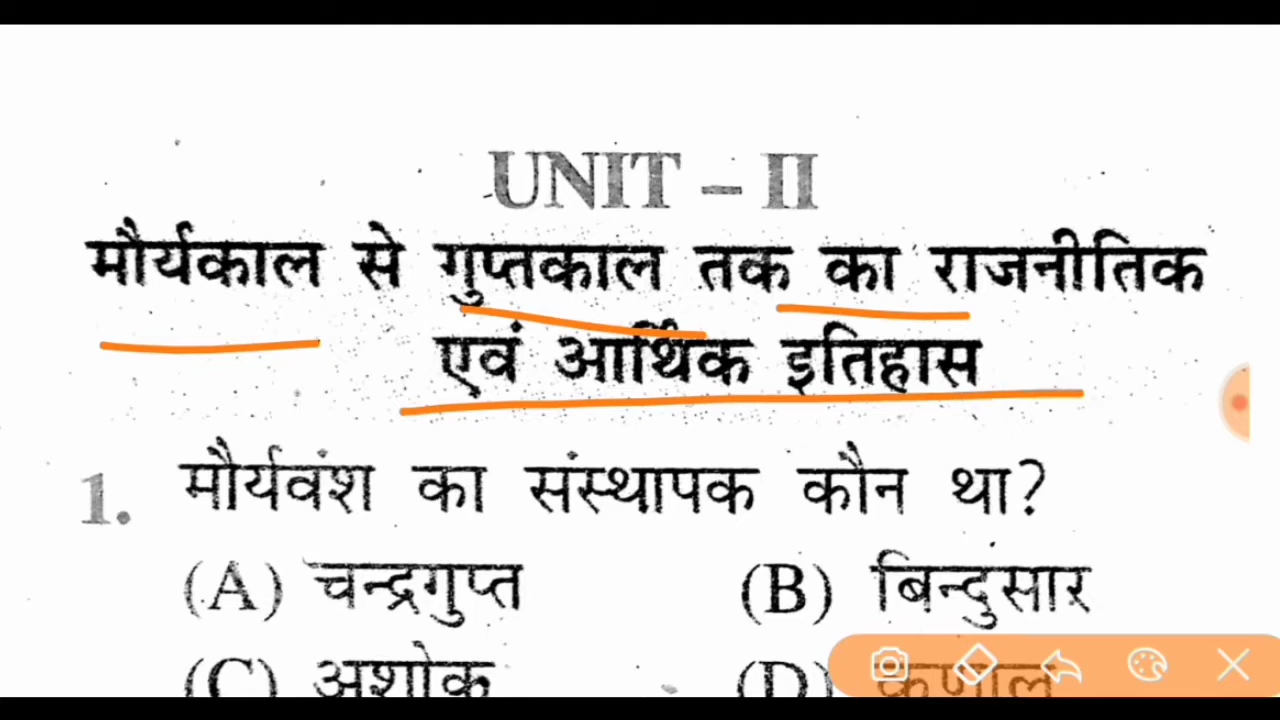 UNIT – II
मौर्यकाल से गुप्तकाल तक का राजनीतिक
एवं आर्थिक इतिहास
1. मौर्यवंश का संस्थापक कौन था?
(A) चन्द्रगुप्त (B) बिन्दुसार
(C) अशोक (D) कुणाल